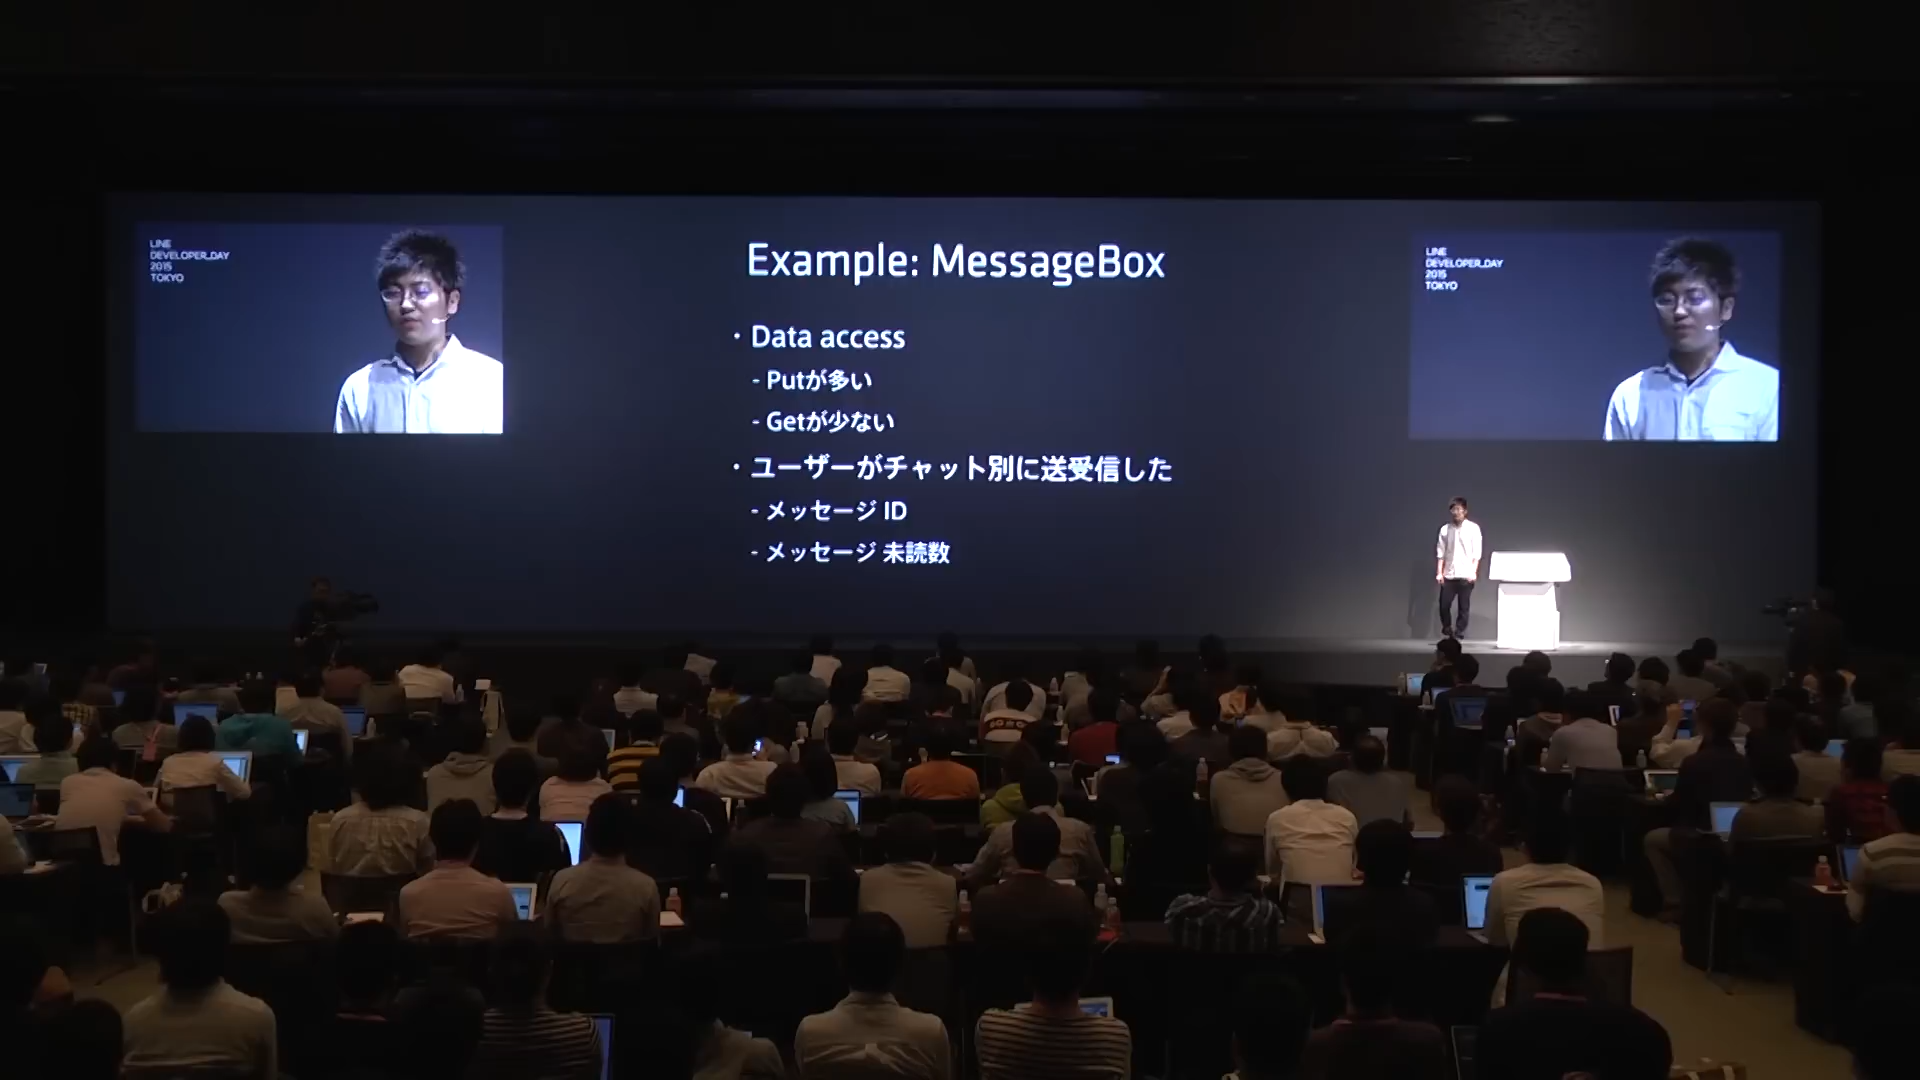 LINE
DEVELOPER_DAY
2015
TOKYO
Example: MessageBox
・Data access
- Putが多い
- Getが少ない
・ユーザーがチャット別に送受信した
- メッセージ ID
- メッセージ 未読数
LINE
DEVELOPER_DAY
2015
TOKYO